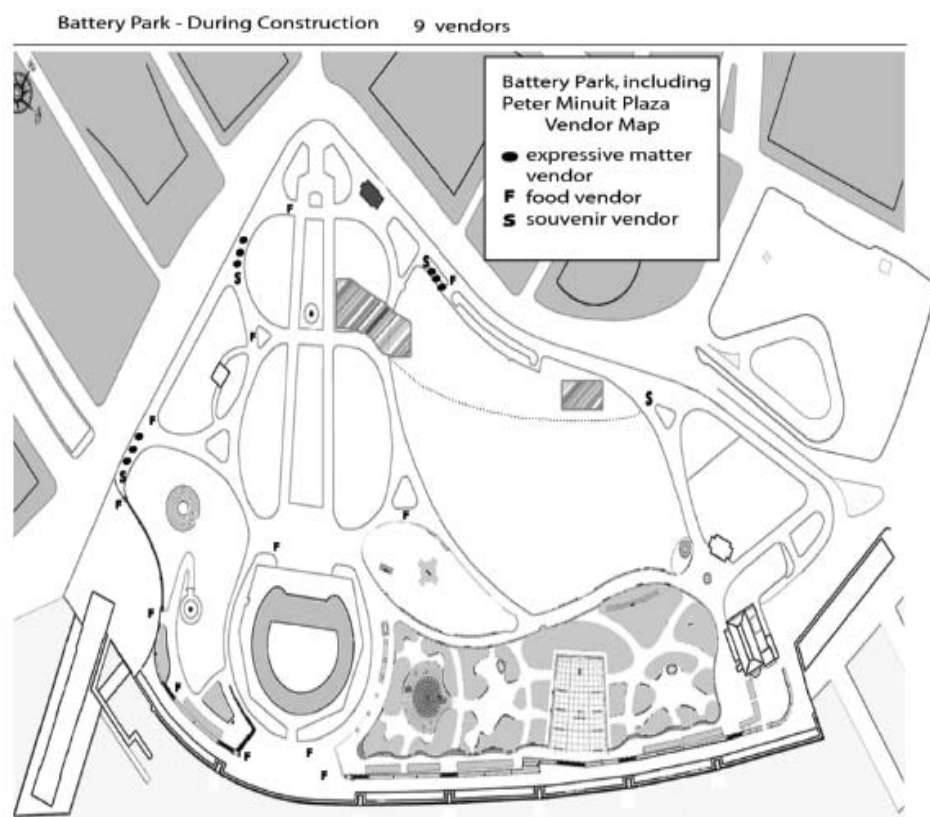 Battery Park - During Construction 9 vendors
Battery Park, including
Peter Minuit Plaza
Vendor Map
expressive matter
vendor
F food vendor
S souvenir vendor
F
S
F
S
F
S
F
S
F
F
F
F
F
F
F
F